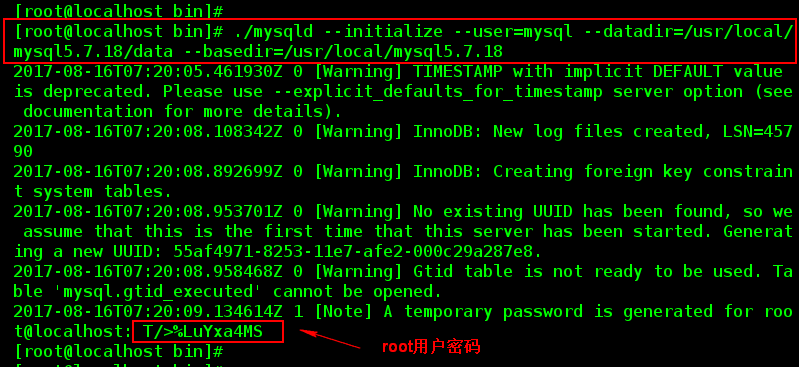 [root@localhost bin]#
[root@localhost bin]# ./mysqld --initialize --user=mysql --datadir=/usr/local/
mysql5.7.18/data --basedir=/usr/local/mysql5.7.18
2017-08-16T07:20:05.461930Z 0 [Warning] TIMESTAMP with implicit DEFAULT value
is deprecated. Please use --explicit_defaults_for_timestamp server option (see
 documentation for more details).
2017-08-16T07:20:08.108342Z 0 [Warning] InnoDB: New log files created, LSN=457
90
2017-08-16T07:20:08.892699Z 0 [Warning] InnoDB: Creating foreign key constrain
t system tables.
2017-08-16T07:20:08.953701Z 0 [Warning] No existing UUID has been found, so we
 assume that this is the first time that this server has been started. Generat
ing a new UUID: 55af4971-8253-11e7-afe2-000c29a287e8.
2017-08-16T07:20:08.958468Z 0 [Warning] Gtid table is not ready to be used. Ta
ble 'mysql.gtid_executed' cannot be opened.
2017-08-16T07:20:09.134614Z 1 [Note] A temporary password is generated for roo
t@localhost: T/>%LuYxa4MS
root用户密码
[root@localhost bin]#